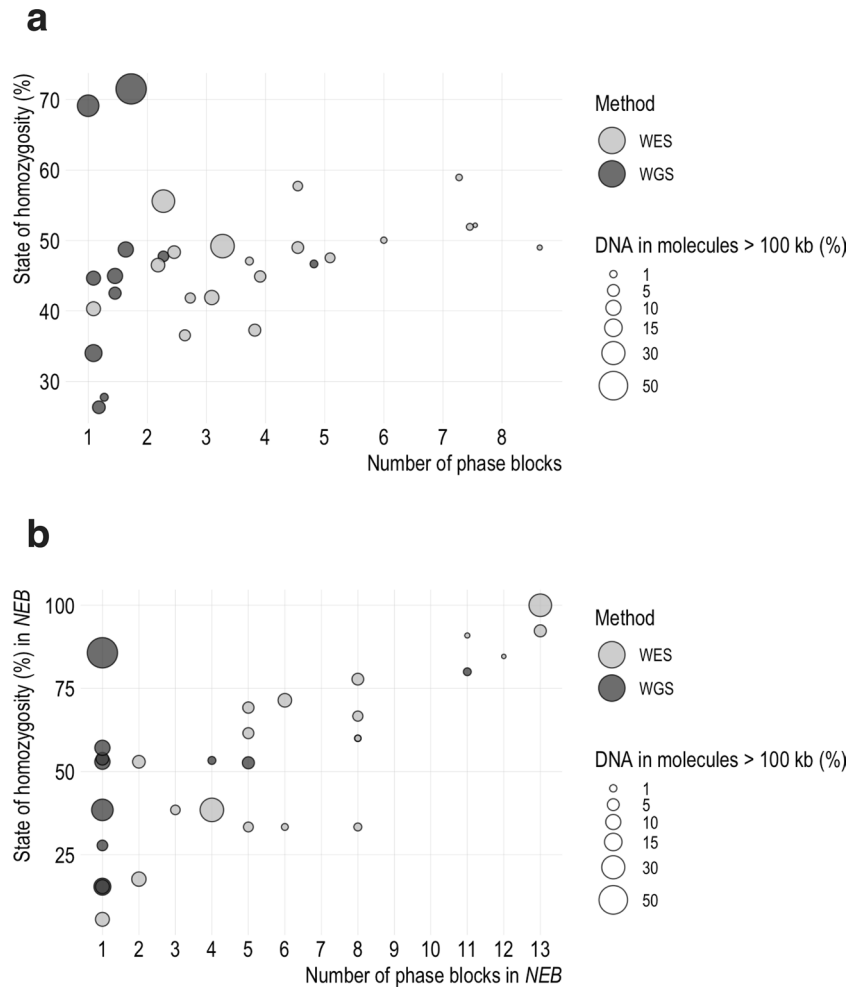 a
State of homozygosity (%)
70
60
50
40
30
1 2 3 4 5 6 7 8
Number of phase blocks
Method
WES
WGS
DNA in molecules > 100 kb (%)
1
5
10
15
30
50
b
State of homozygosity (%) in NEB
100
75
50
25
1 2 3 4 5 6 7 8 9 10 11 12 13
Number of phase blocks in NEB
Method
WES
WGS
DNA in molecules > 100 kb (%)
1
5
10
15
30
50